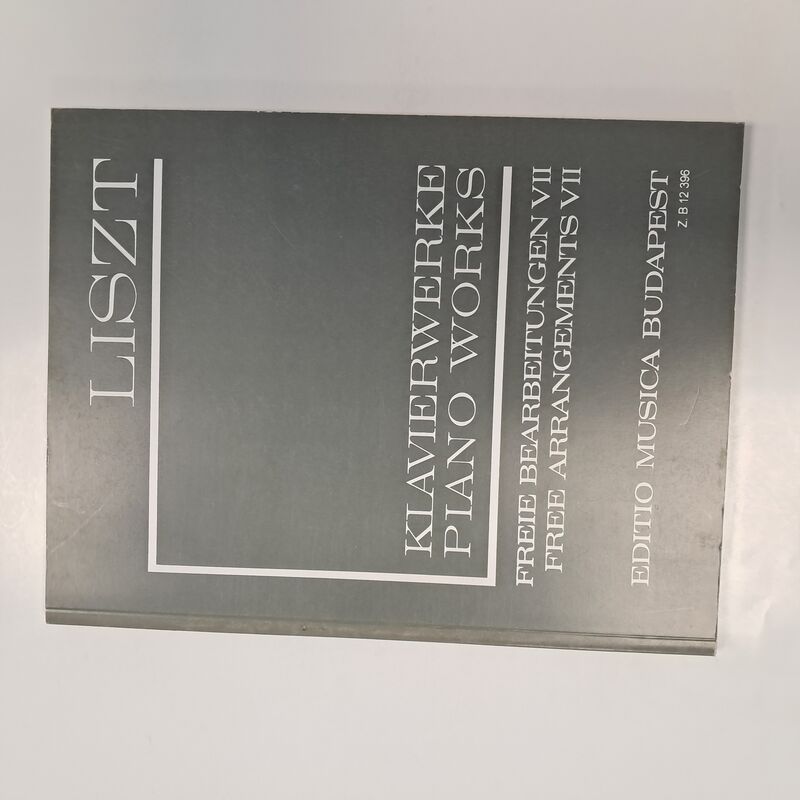 LISZT
KLAVIERWERKE
PIANO WORKS
FREIE BEARBEITUNGEN VII
FREE ARRANGEMENTS VII
EDITIO MUSICA BUDAPEST
Z. B 12 396